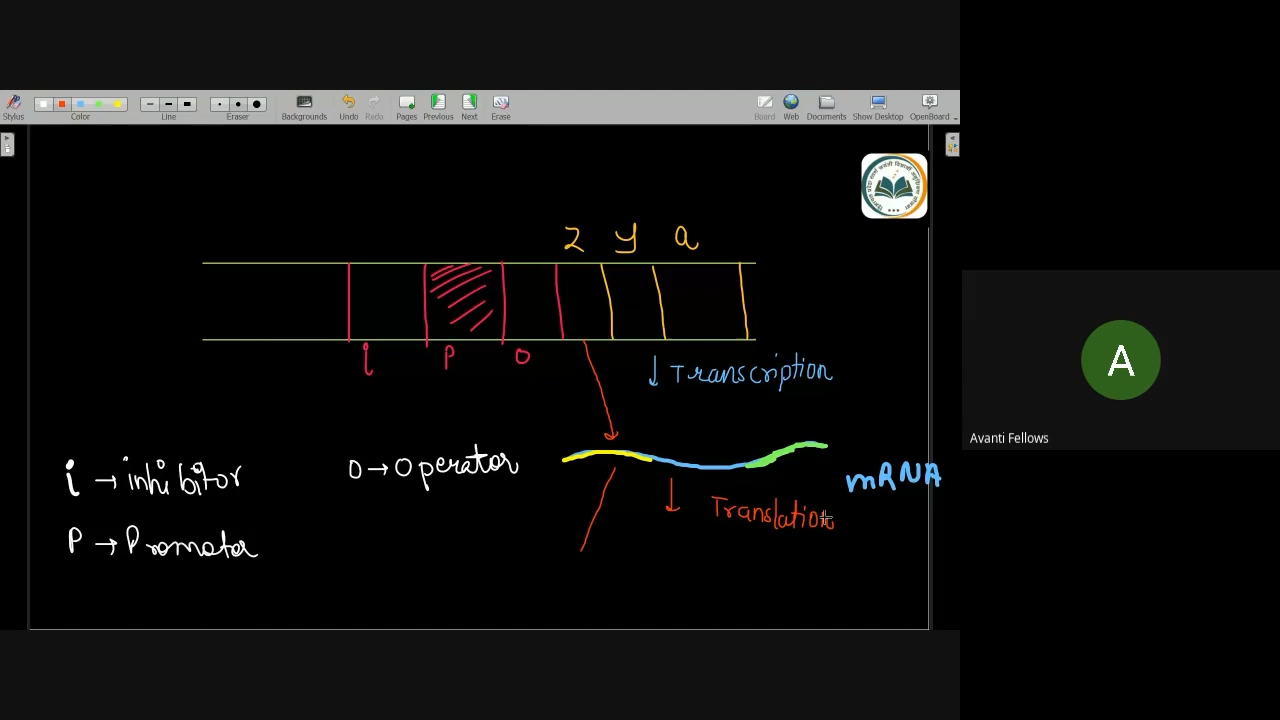 Stylus
Color
Line
Eraser
Backgrounds
Undo
Redo
Pages
Previous
Next
Erase
Board
Web
Documents
Show Desktop
OpenBoard
z y a
i P O
↓ Transcription
i → inhibitor
O → Operator
mRNA
↓ Translation
P → Promotor
A
Avanti Fellows